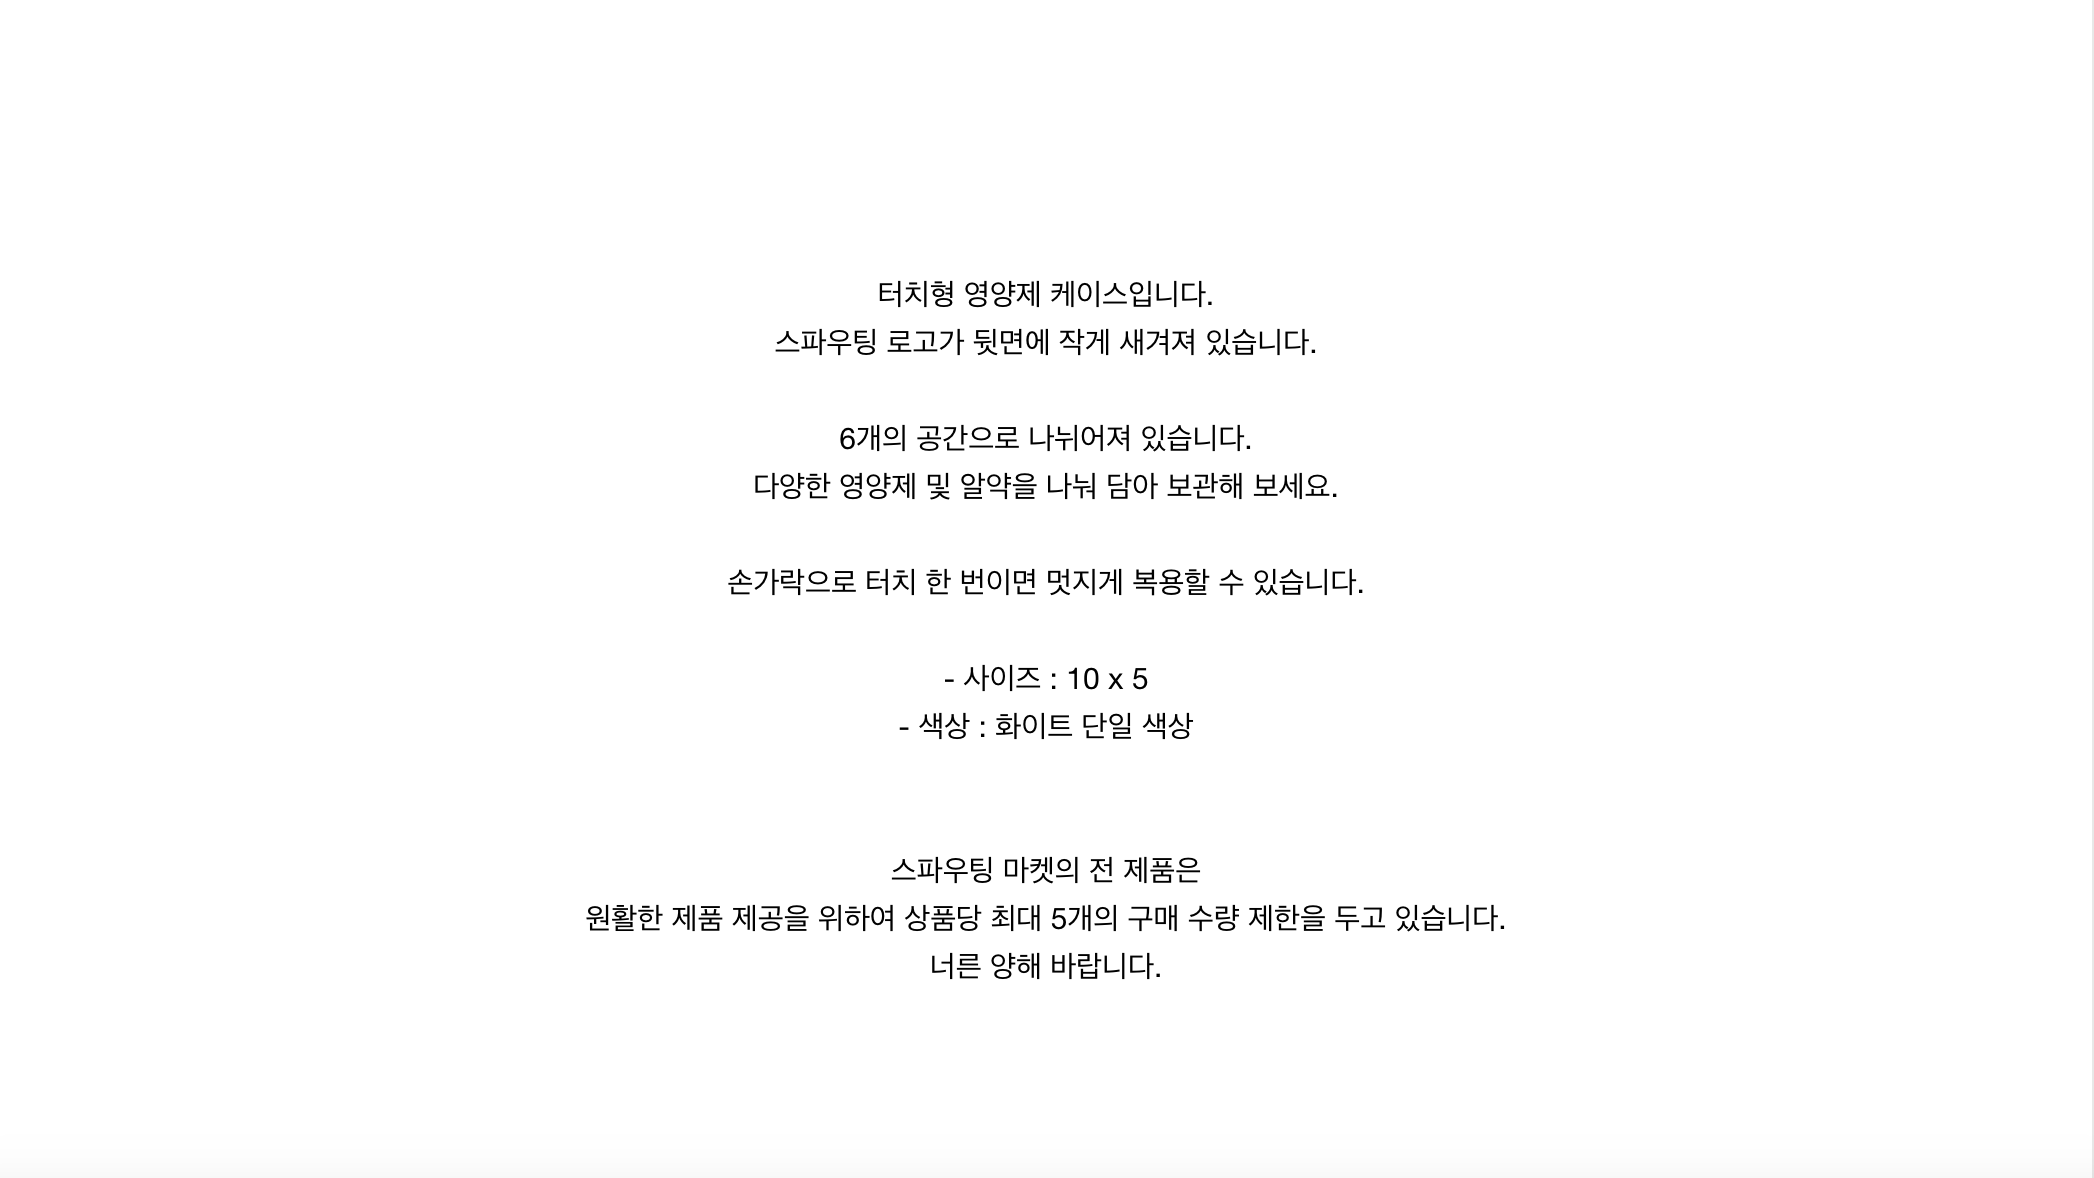 터치형 영양제 케이스입니다.
스파우팅 로고가 뒷면에 작게 새겨져 있습니다.
6개의 공간으로 나뉘어져 있습니다.
다양한 영양제 및 알약을 나눠 담아 보관해 보세요.
손가락으로 터치 한 번이면 멋지게 복용할 수 있습니다.
- 사이즈 : 10 x 5
- 색상 : 화이트 단일 색상
스파우팅 마켓의 전 제품은
원활한 제품 제공을 위하여 상품당 최대 5개의 구매 수량 제한을 두고 있습니다.
너른 양해 바랍니다.